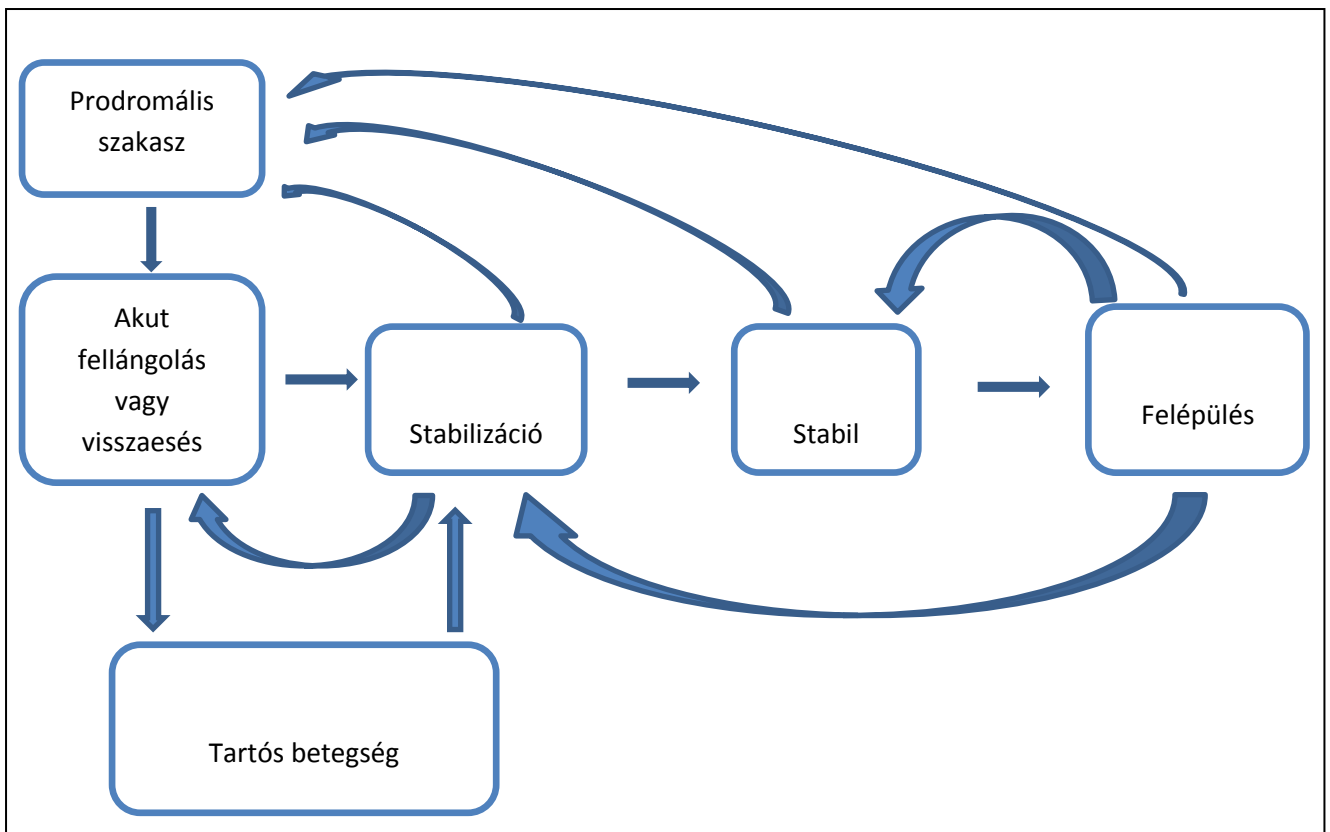 Prodromális
szakasz
Akut
fellángolás
vagy
visszaesés
Stabilizáció
Stabil
Felépülés
Tartós betegség